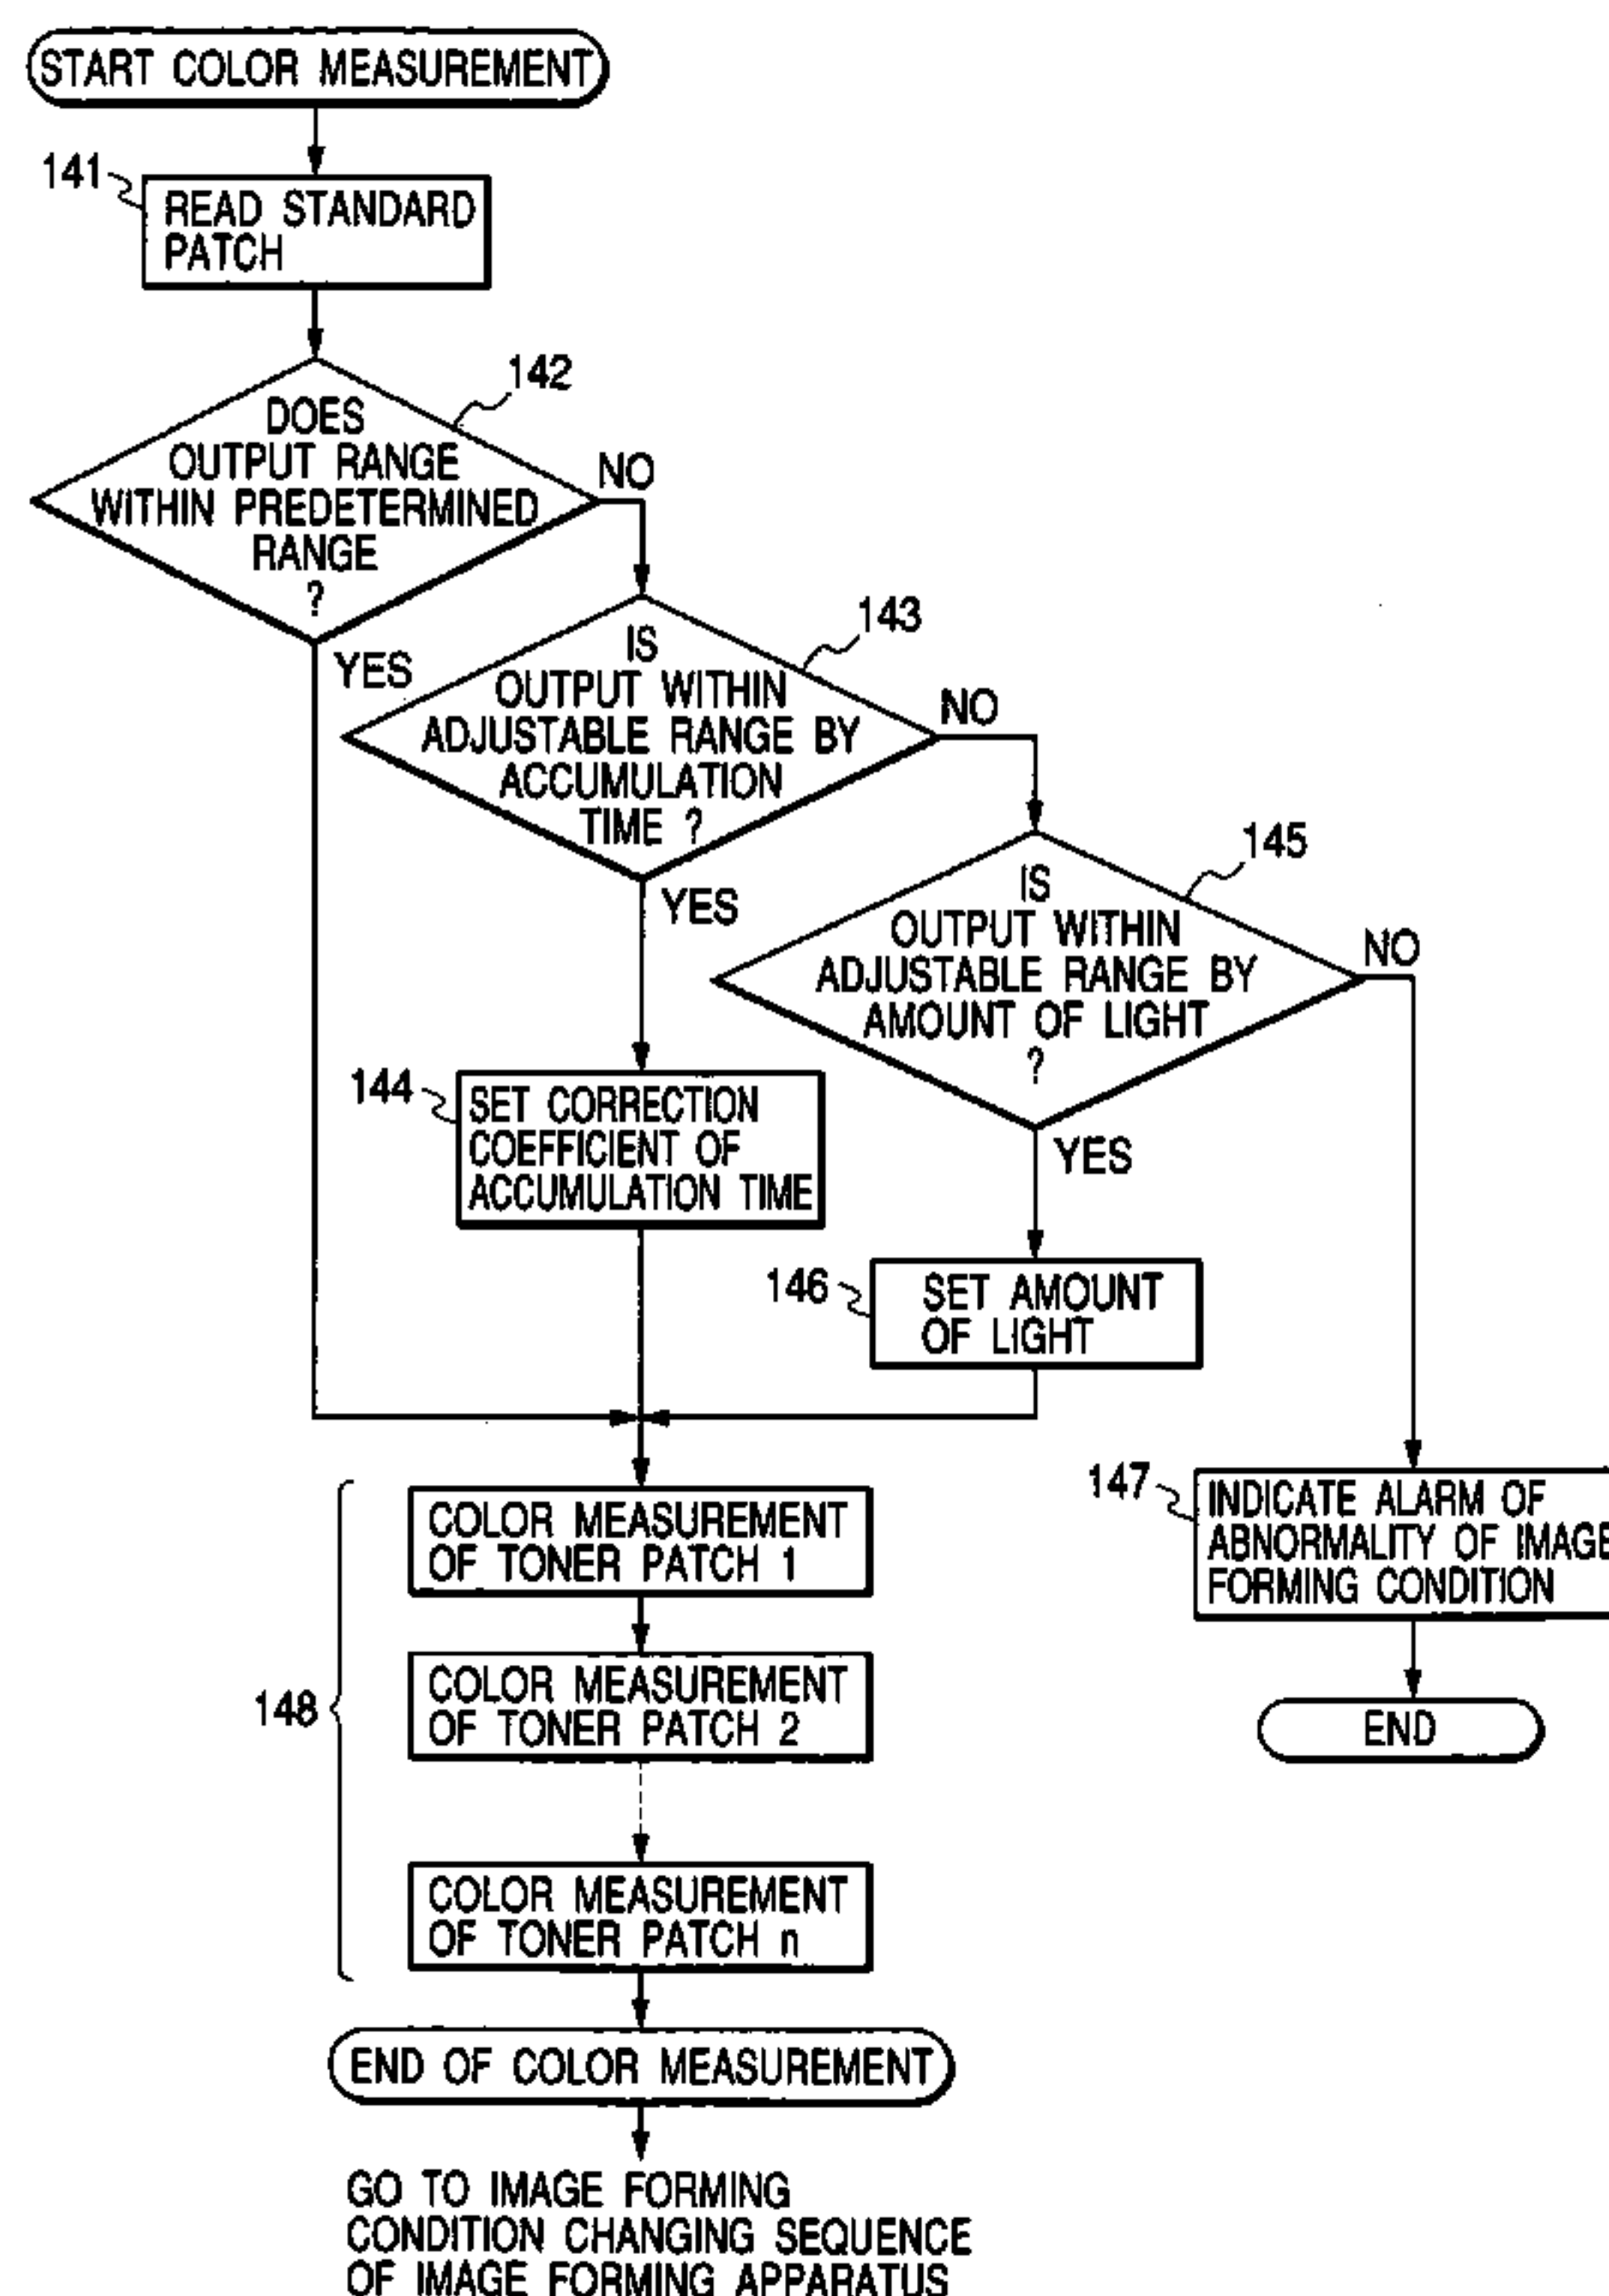 START COLOR MEASUREMENT
141
READ STANDARD
PATCH
142
DOES
OUTPUT RANGE
WITHIN PREDETERMINED
RANGE
?
NO
YES
143
IS
OUTPUT WITHIN
ADJUSTABLE RANGE BY
ACCUMULATION
TIME ?
NO
YES
145
IS
OUTPUT WITHIN
ADJUSTABLE RANGE BY
AMOUNT OF LIGHT
?
NO
YES
144
SET CORRECTION
COEFFICIENT OF
ACCUMULATION TIME
146
SET AMOUNT
OF LIGHT
147
INDICATE ALARM OF
ABNORMALITY OF IMAGE
FORMING CONDITION
END
148
COLOR MEASUREMENT
OF TONER PATCH 1
COLOR MEASUREMENT
OF TONER PATCH 2
COLOR MEASUREMENT
OF TONER PATCH n
END OF COLOR MEASUREMENT
GO TO IMAGE FORMING
CONDITION CHANGING SEQUENCE
OF IMAGE FORMING APPARATUS